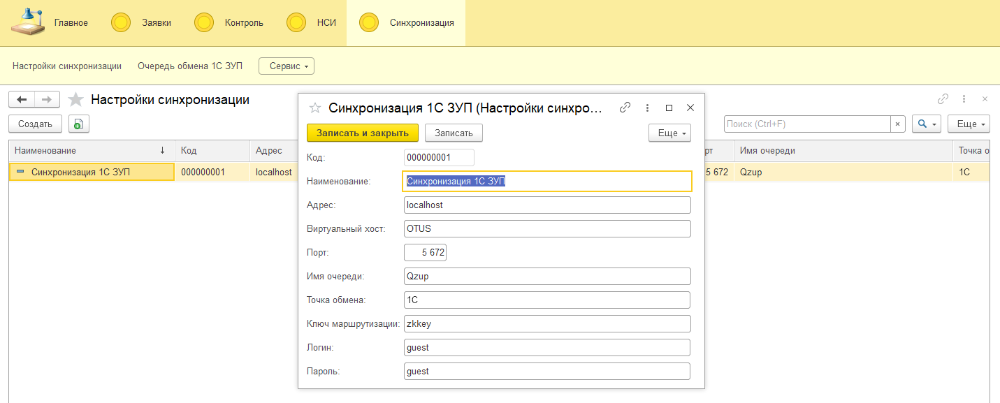 Главное Заявки Контроль НСИ Синхронизация
Настройки синхронизации Очередь обмена 1С ЗУП Сервис
Настройки синхронизации
Создать
Поиск (Ctrl+F) × Еще
Наименование ↓ Код Адрес рт Имя очереди Точка о
Синхронизация 1С ЗУП 000000001 localhost 5 672 Qzup 1С
Синхронизация 1С ЗУП (Настройки синхро...
Записать и закрыть Записать Еще
Код: 000000001
Наименование: Синхронизация 1С ЗУП
Адрес: localhost
Виртуальный хост: OTUS
Порт: 5 672
Имя очереди: Qzup
Точка обмена: 1С
Ключ маршрутизации: zkkey
Логин: guest
Пароль: guest